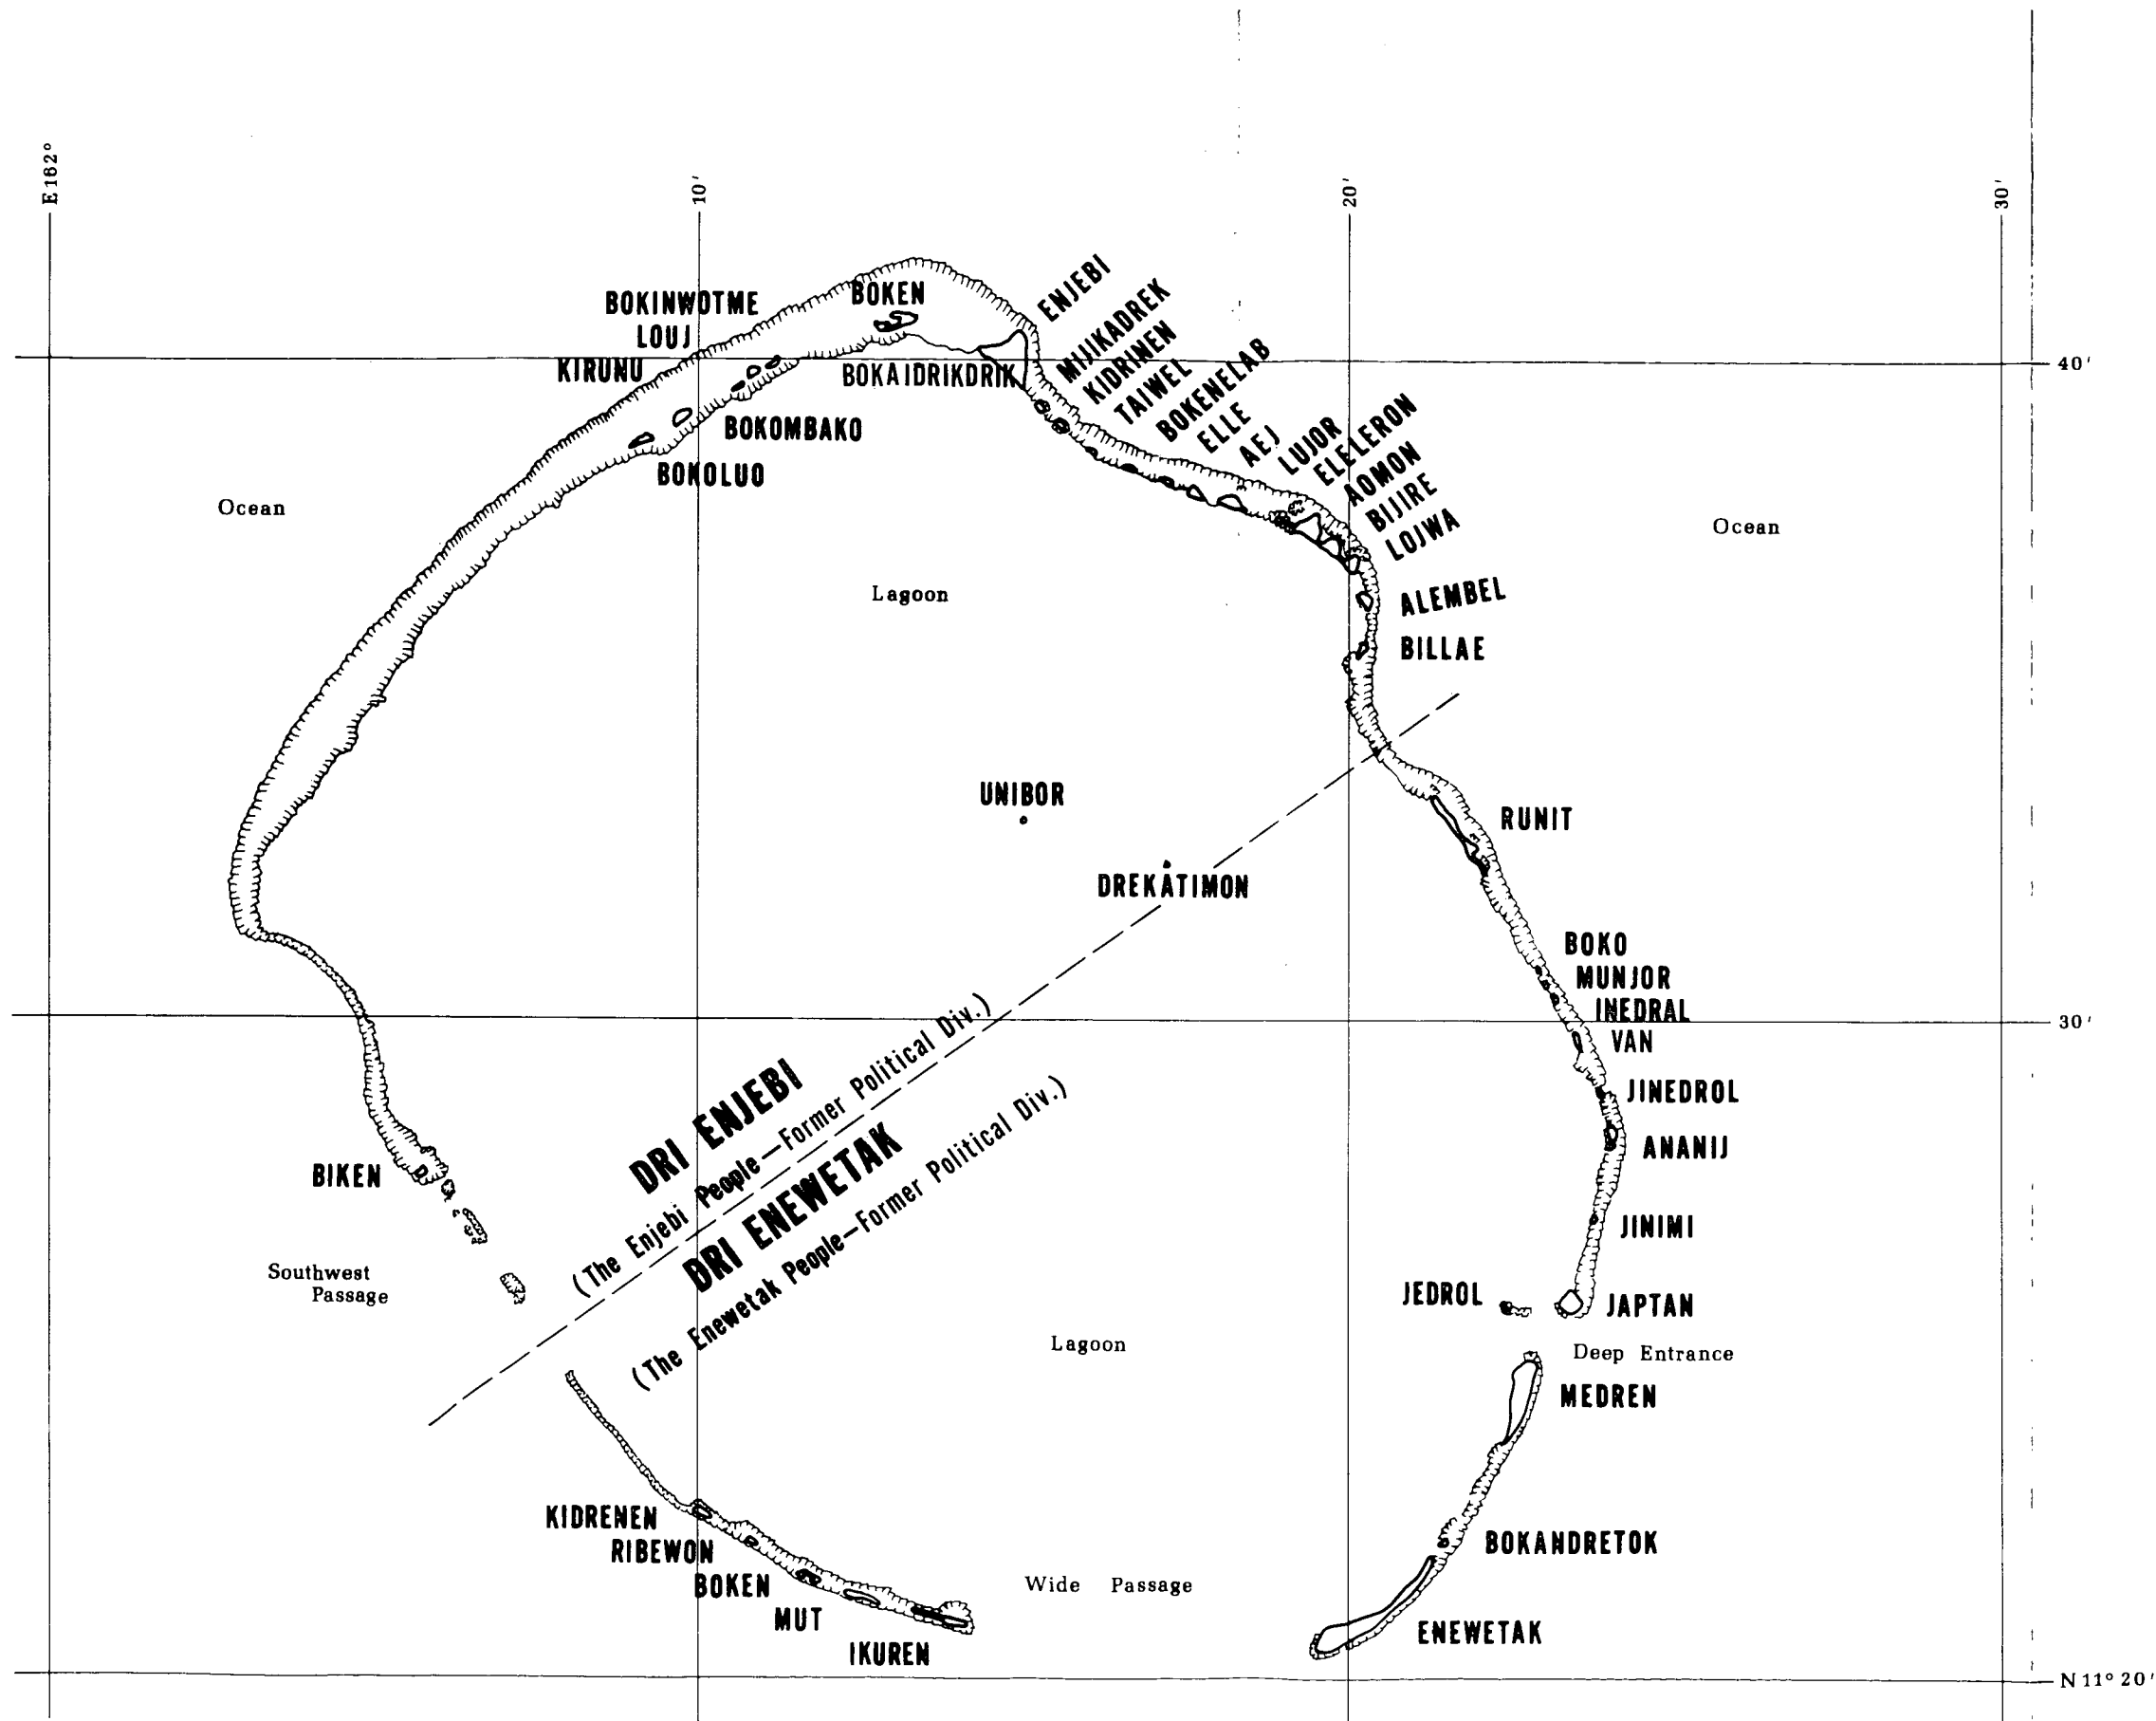 E 162°
10'
20'
30'
BOKINWOTME
LOUJ
KIRUNU
BOKEN
BOKAIDRIKDRIK
BOKOMBAKO
BOKOLUO
ENJEBI
MIJIKADREK
KIDRINEN
TAIWEL
BOKENELAB
ELLE
AEJ
LUJOR
ELELERON
AOMON
BIJIRE
LOJWA
40'
Ocean
Ocean
Lagoon
ALEMBEL
BILLAE
UNIBOR
RUNIT
DREKATIMON
BOKO
MUNJOR
INEDRAL
VAN
30'
JINEDROL
ANANIJ
DRI ENJEBI
(The Enjebi People—Former Political Div.)
DRI ENEWETAK
(The Enewetak People—Former Political Div.)
BIKEN
JINIMI
Southwest
Passage
JEDROL
JAPTAN
Lagoon
Deep Entrance
MEDREN
KIDRENEN
RIBEWON
BOKEN
MUT
IKUREN
Wide Passage
BOKANDRETOK
ENEWETAK
N 11° 20'